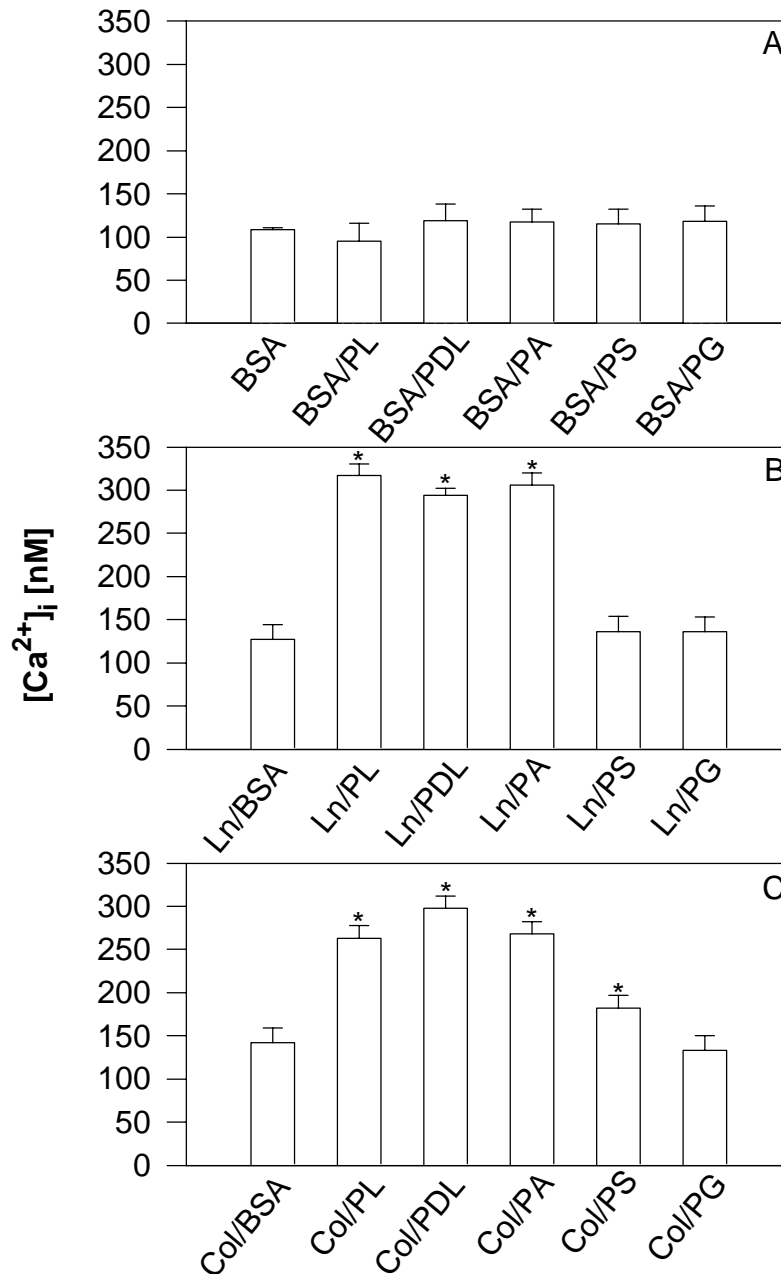 [Ca2+]i [nM]
A
350
300
250
200
150
100
50
0
BSA
BSA/PL
BSA/PDL
BSA/PA
BSA/PS
BSA/PG
B
350
300
250
200
150
100
50
0
* * *
Ln/BSA
Ln/PL
Ln/PDL
Ln/PA
Ln/PS
Ln/PG
C
350
300
250
200
150
100
50
0
* * * *
Col/BSA
Col/PL
Col/PDL
Col/PA
Col/PS
Col/PG